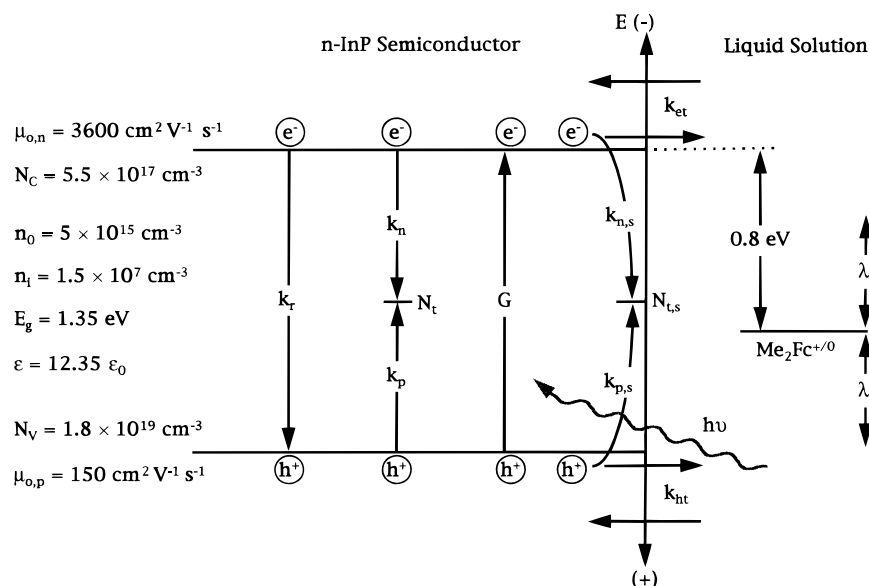 E (-)
n-InP Semiconductor
Liquid Solution
k_et
μ_o,n = 3600 cm² V⁻¹ s⁻¹
e⁻ e⁻ e⁻ e⁻
N_C = 5.5 × 10¹⁷ cm⁻³
k_n
k_n,s
n_0 = 5 × 10¹⁵ cm⁻³
0.8 eV
n_i = 1.5 × 10⁷ cm⁻³
λ
k_r
N_t
G
N_t,s
E_g = 1.35 eV
Me₂Fc⁺/⁰
ε = 12.35 ε_0
k_p
k_p,s
λ
N_V = 1.8 × 10¹⁹ cm⁻³
hυ
μ_o,p = 150 cm² V⁻¹ s⁻¹
h⁺ h⁺ h⁺ h⁺
k_ht
(+)